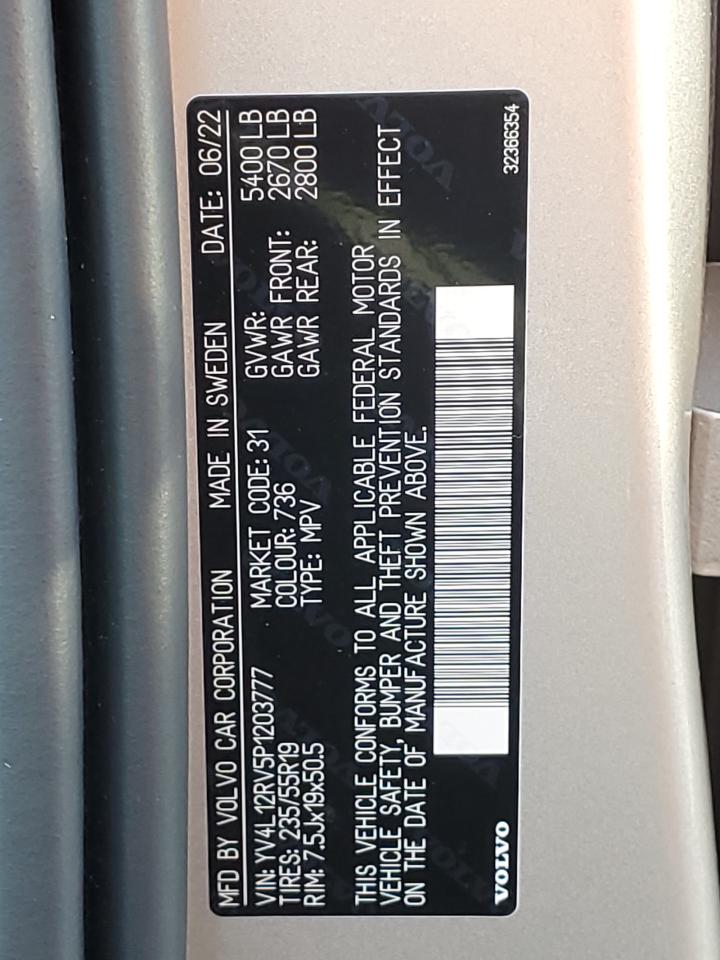 MFD BY VOLVO CAR CORPORATION MADE IN SWEDEN DATE: 06/22
VIN: YV4L12RV5P1203777 MARKET CODE: 31 GVWR: 5400 LB
TIRES: 235/55R19 COLOUR: 736 GAWR FRONT: 2670 LB
RIM: 7.5Jx19x50.5 TYPE: MPV GAWR REAR: 2800 LB
THIS VEHICLE CONFORMS TO ALL APPLICABLE FEDERAL MOTOR
VEHICLE SAFETY, BUMPER AND THEFT PREVENTION STANDARDS IN EFFECT
ON THE DATE OF MANUFACTURE SHOWN ABOVE.
VOLVO 32366354